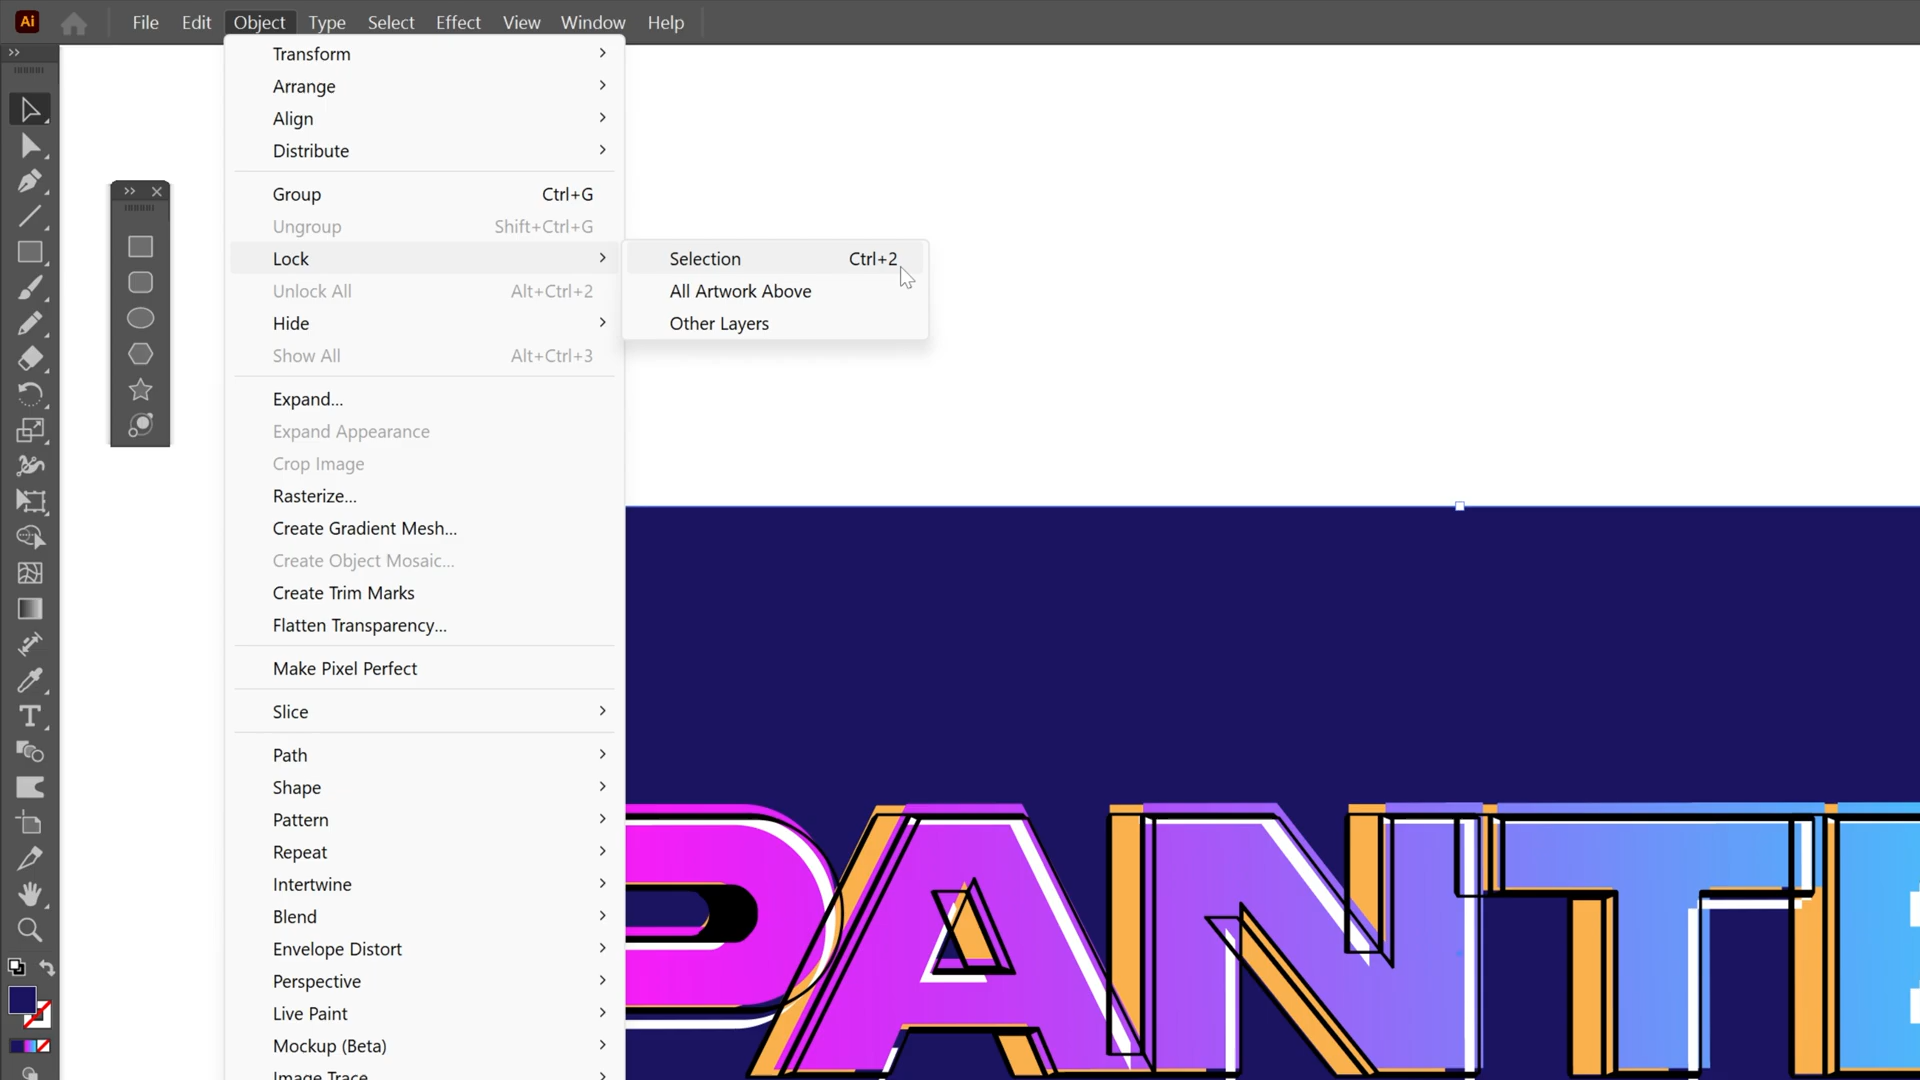 Ai
File Edit Object Type Select Effect View Window Help
Transform
Arrange
Align
Distribute
Group Ctrl+G
Ungroup Shift+Ctrl+G
Lock
Unlock All Alt+Ctrl+2
Hide
Show All Alt+Ctrl+3
Expand...
Expand Appearance
Crop Image
Rasterize...
Create Gradient Mesh...
Create Object Mosaic...
Create Trim Marks
Flatten Transparency...
Make Pixel Perfect
Slice
Path
Shape
Pattern
Repeat
Intertwine
Blend
Envelope Distort
Perspective
Live Paint
Mockup (Beta)
Image Trace
Selection Ctrl+2
All Artwork Above
Other Layers
PANTE